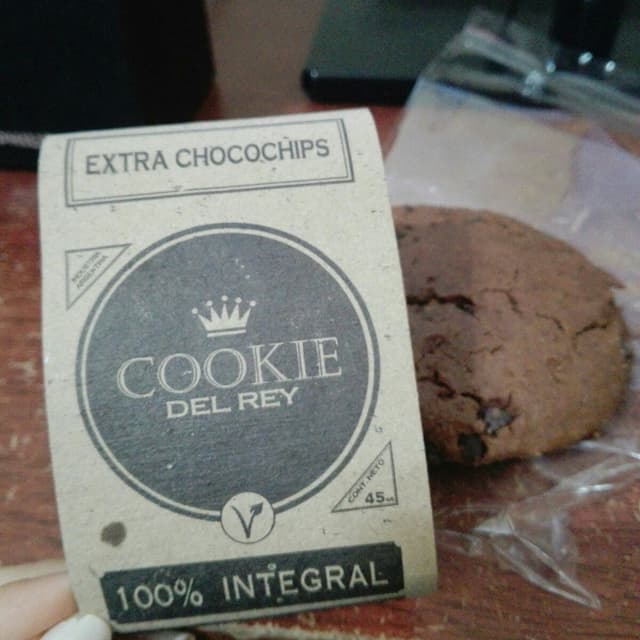 EXTRA CHOCOCHIPS
INDUSTRIA
ARGENTINA
COOKIE
DEL REY
V
CONT. NETO
45
100% INTEGRAL